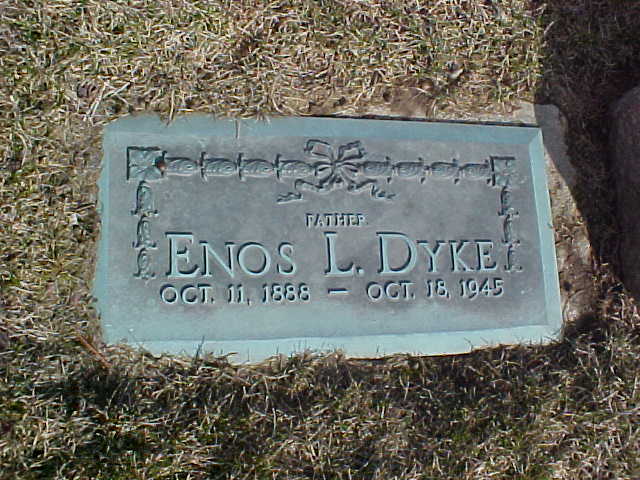 FATHER
ENOS L. DYKE
OCT. 11, 1888 – OCT. 18, 1945